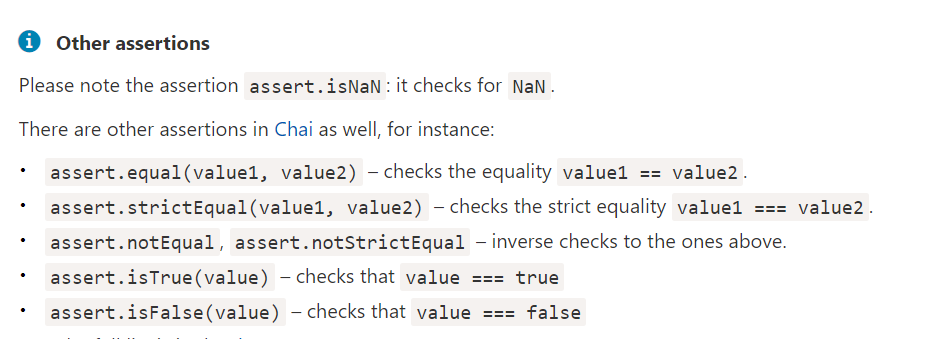 Other assertions
Please note the assertion assert.isNaN: it checks for NaN.
There are other assertions in Chai as well, for instance:
• assert.equal(value1, value2) – checks the equality value1 == value2.
• assert.strictEqual(value1, value2) – checks the strict equality value1 === value2.
• assert.notEqual, assert.notStrictEqual – inverse checks to the ones above.
• assert.isTrue(value) – checks that value === true
• assert.isFalse(value) – checks that value === false